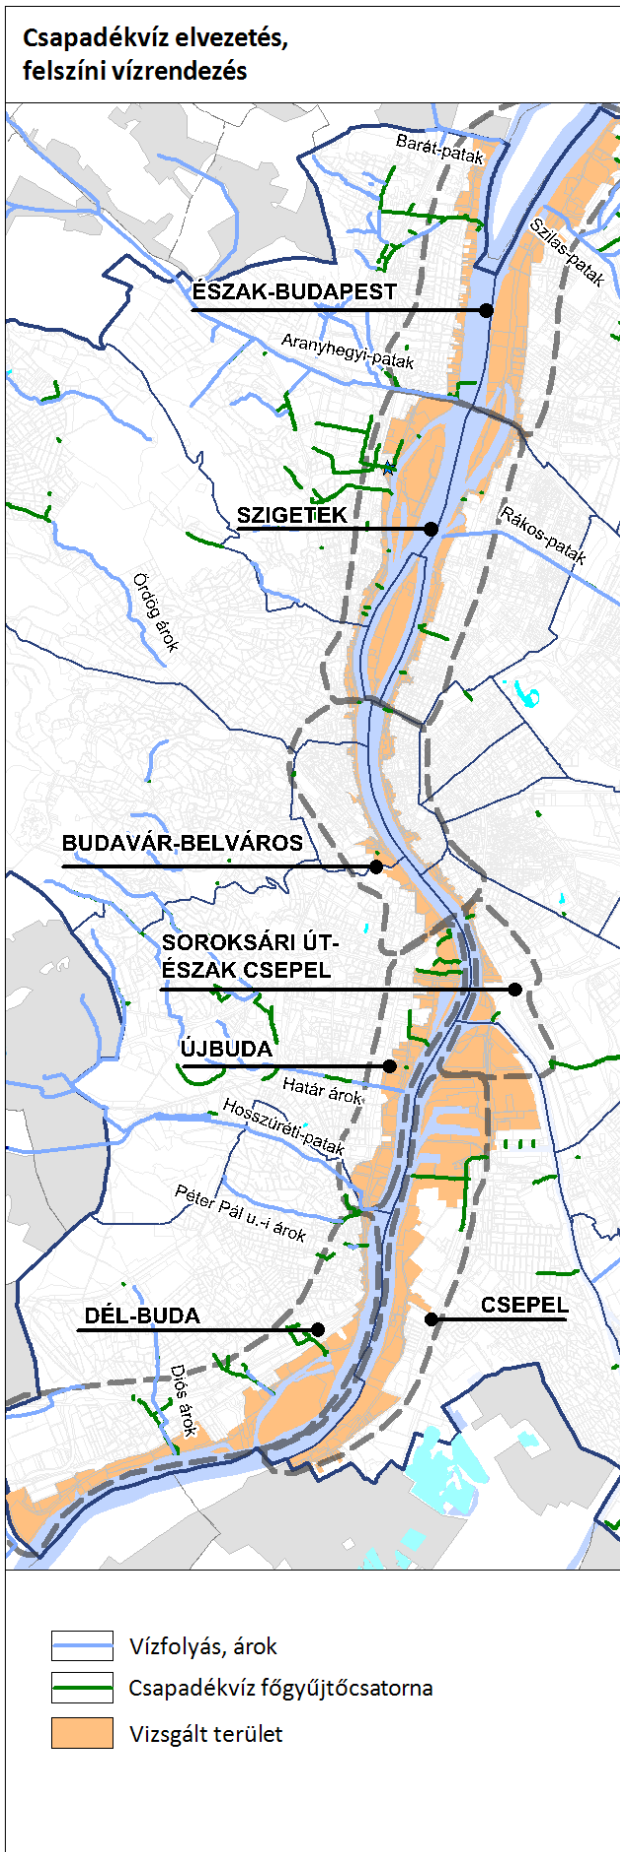 Csapadékvíz elvezetés,
felszíni vízrendezés
Barát-patak
Szilas-patak
ÉSZAK-BUDAPEST
Aranyhegyi-patak
SZIGETEK
Rákos-patak
Ördög árok
BUDAVÁR-BELVÁROS
SOROKSÁRI ÚT-
ÉSZAK CSEPEL
ÚJBUDA
Határ árok
Hosszúréti-patak
Péter Pál u.-i árok
DÉL-BUDA
CSEPEL
Diós árok
Vízfolyás, árok
Csapadékvíz főgyűjtőcsatorna
Vizsgált terület